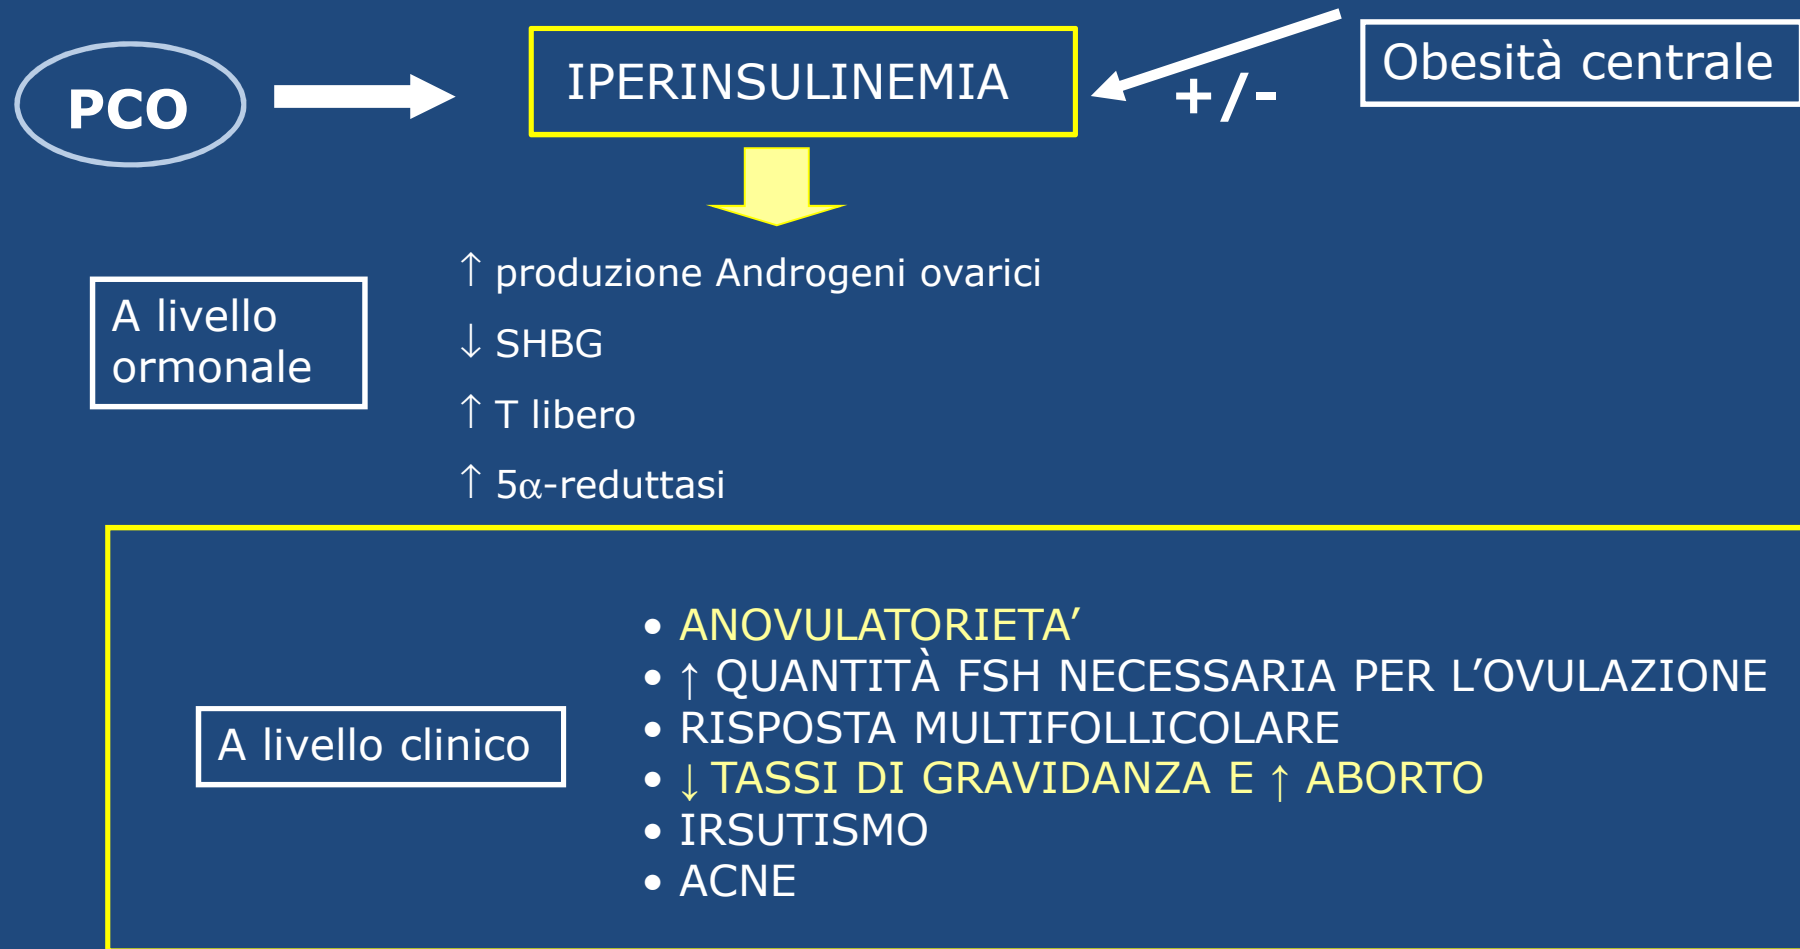 PCO
IPERINSULINEMIA
+/-
Obesità centrale
A livello
ormonale
↑ produzione Androgeni ovarici
↓ SHBG
↑ T libero
↑ 5α-reduttasi
A livello clinico
• ANOVULATORIETA’
• ↑ QUANTITÀ FSH NECESSARIA PER L’OVULAZIONE
• RISPOSTA MULTIFOLLICOLARE
• ↓ TASSI DI GRAVIDANZA E ↑ ABORTO
• IRSUTISMO
• ACNE